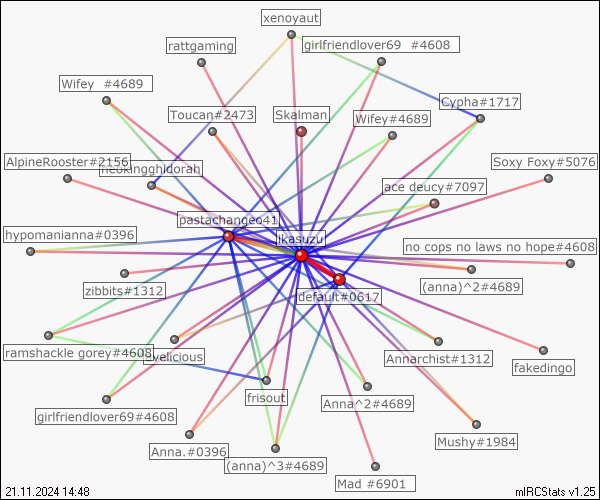 xenoyaut
rattgaming
girlfriendlover69 #4608
Wifey #4689
Cypha#1717
Toucan#2473
Skalman
Wifey#4689
AlpineRooster#2156
neokingghidorah
Soxy Foxy#5076
ace deucy#7097
pastachangeo41
hypomanianna#0396
ikasuzu
no cops no laws no hope#4608
zibbits#1312
default#0617
(anna)^2#4689
ramshackle gorey#4608
Annarchist#1312
fakedingo
frisout
Anna^2#4689
girlfriendlover69#4608
Mushy#1984
Anna.#0396
(anna)^3#4689
Mad #6901
21.11.2024 14:48
mIRCStats v1.25